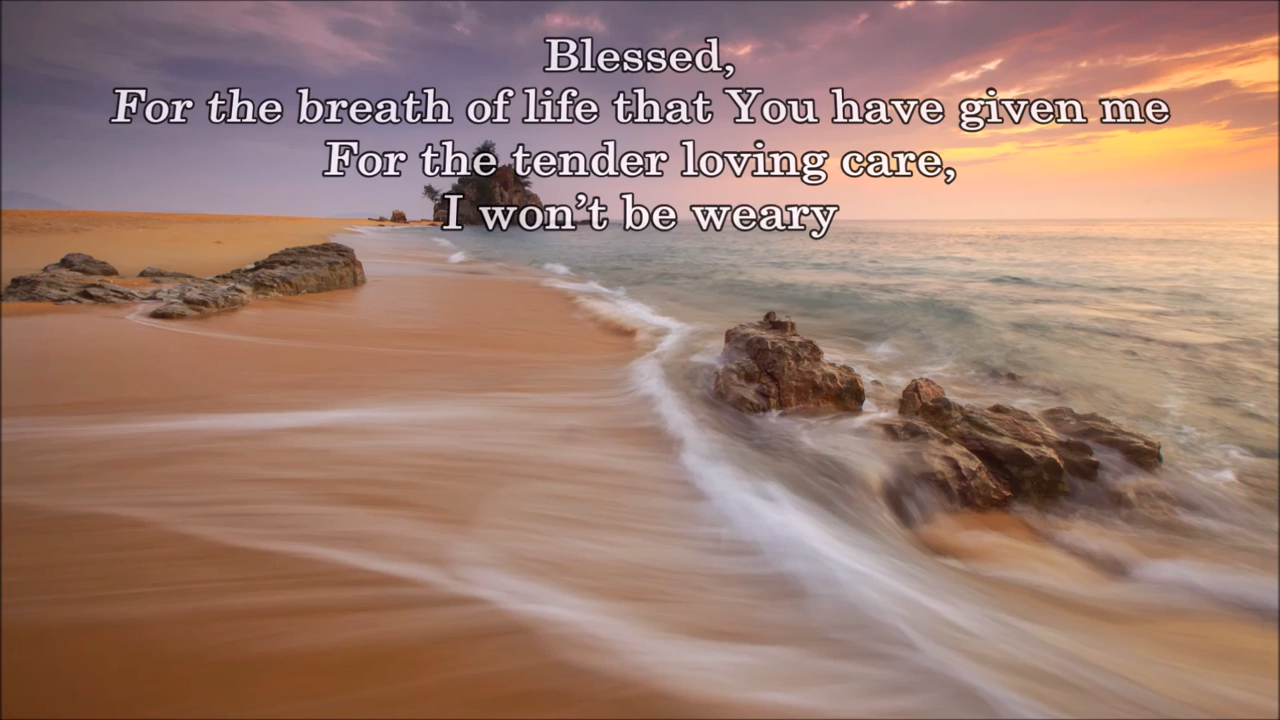 Blessed,
For the breath of life that You have given me
For the tender loving care,
I won't be weary